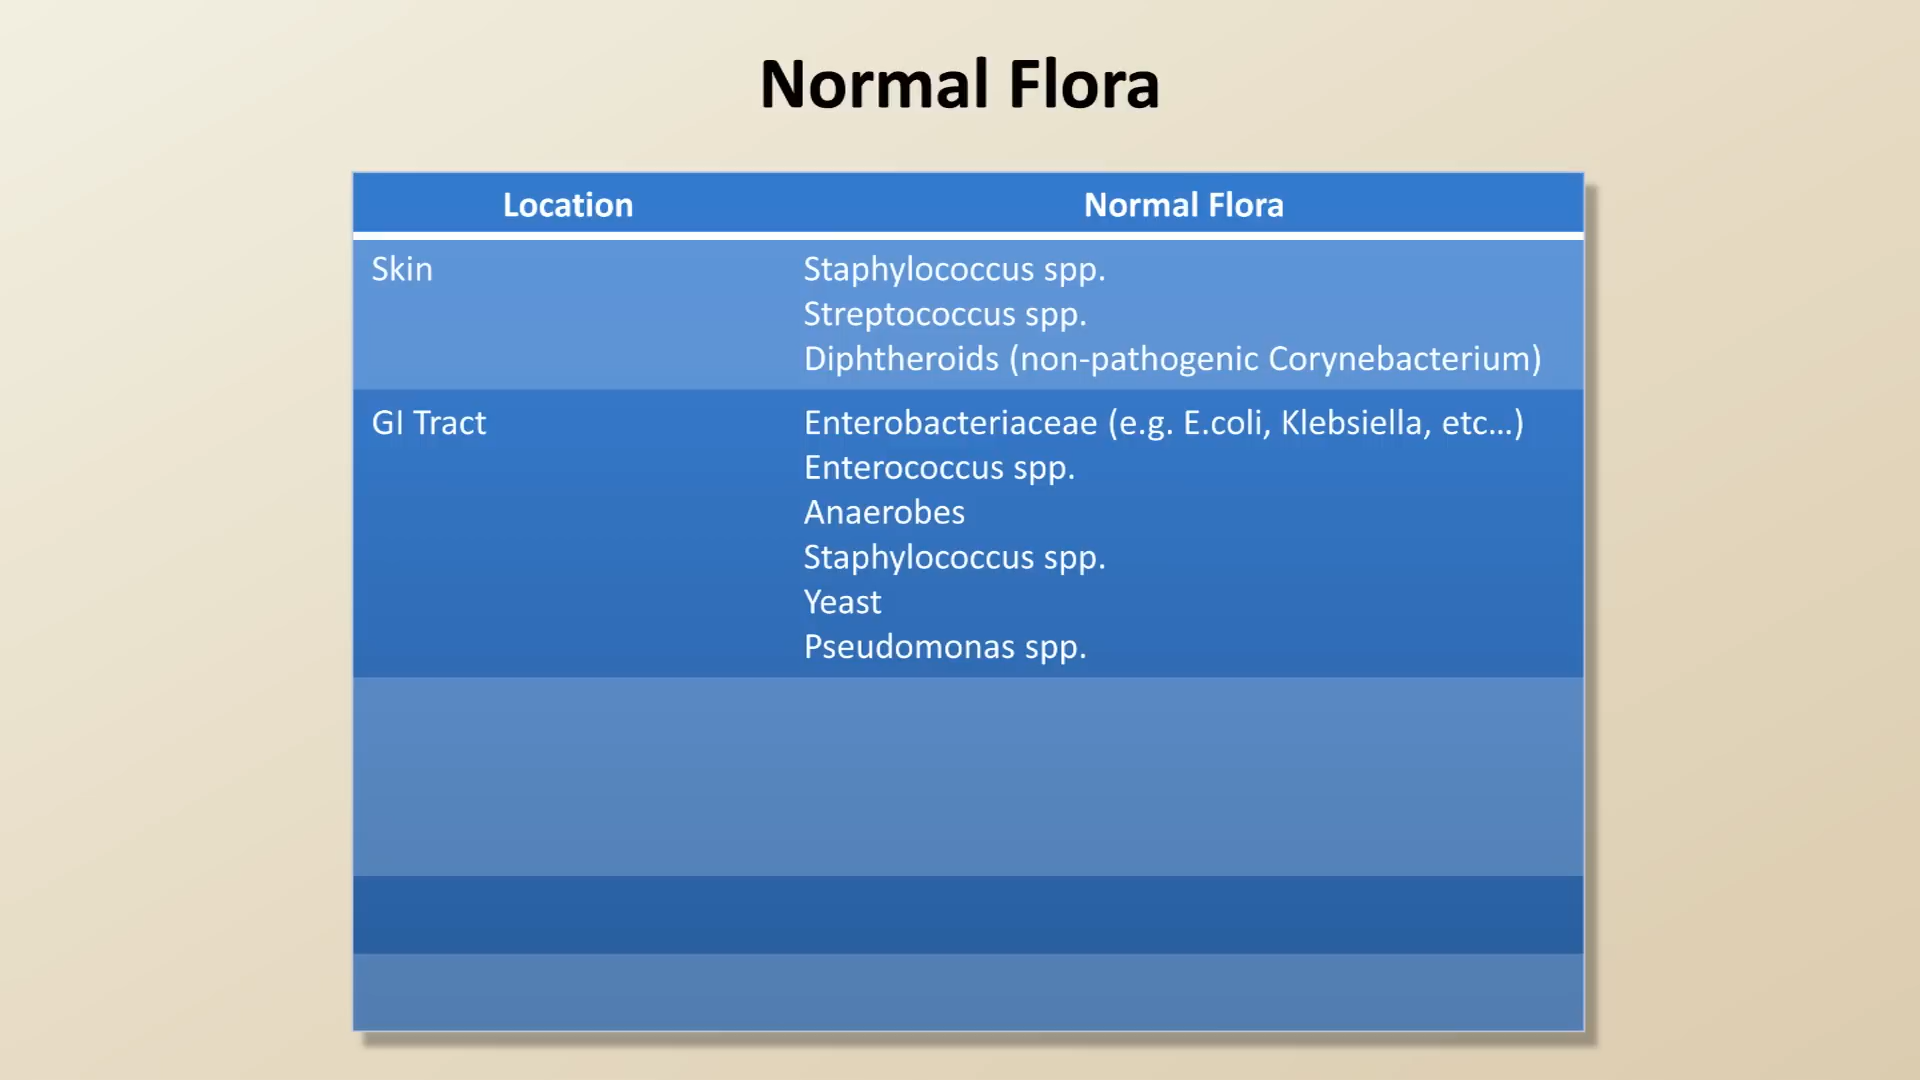 Normal Flora
Location Normal Flora
Skin Staphylococcus spp.
Streptococcus spp.
Diphtheroids (non-pathogenic Corynebacterium)
GI Tract Enterobacteriaceae (e.g. E.coli, Klebsiella, etc…)
Enterococcus spp.
Anaerobes
Staphylococcus spp.
Yeast
Pseudomonas spp.